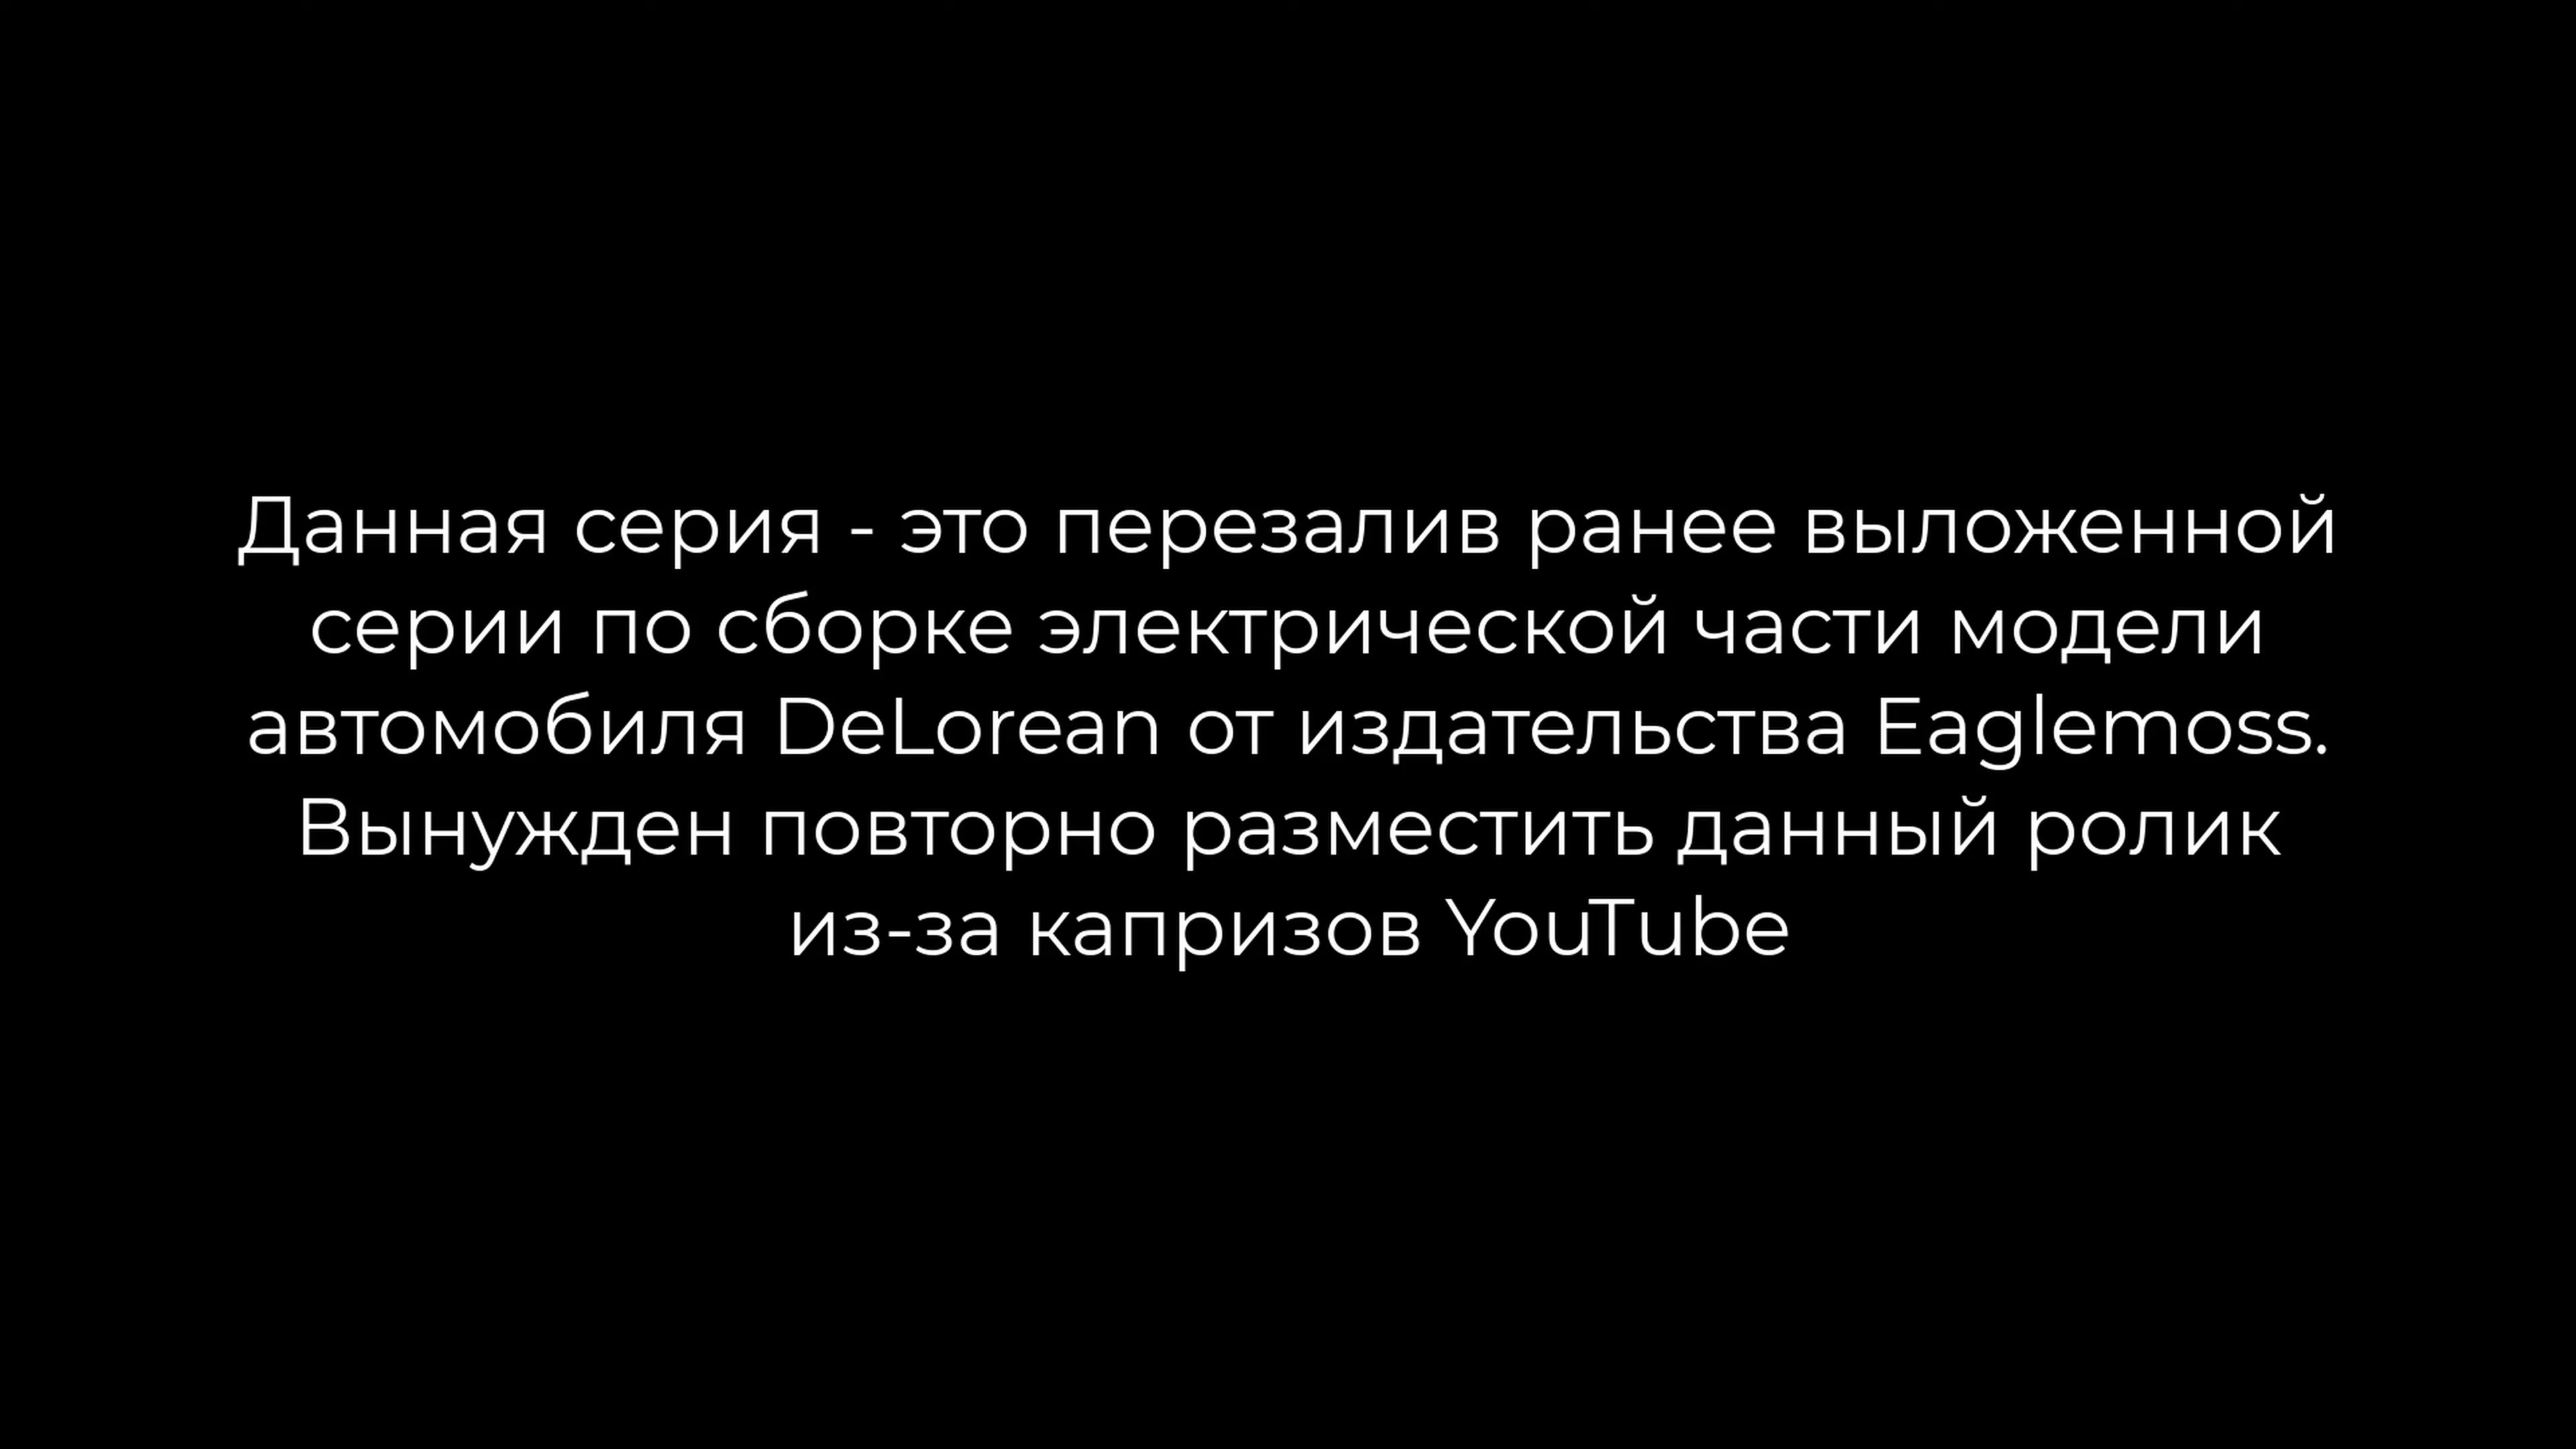 Данная серия - это перезалив ранее выложенной
серии по сборке электрической части модели
автомобиля DeLorean от издательства Eaglemoss.
Вынужден повторно разместить данный ролик
из-за капризов YouTube